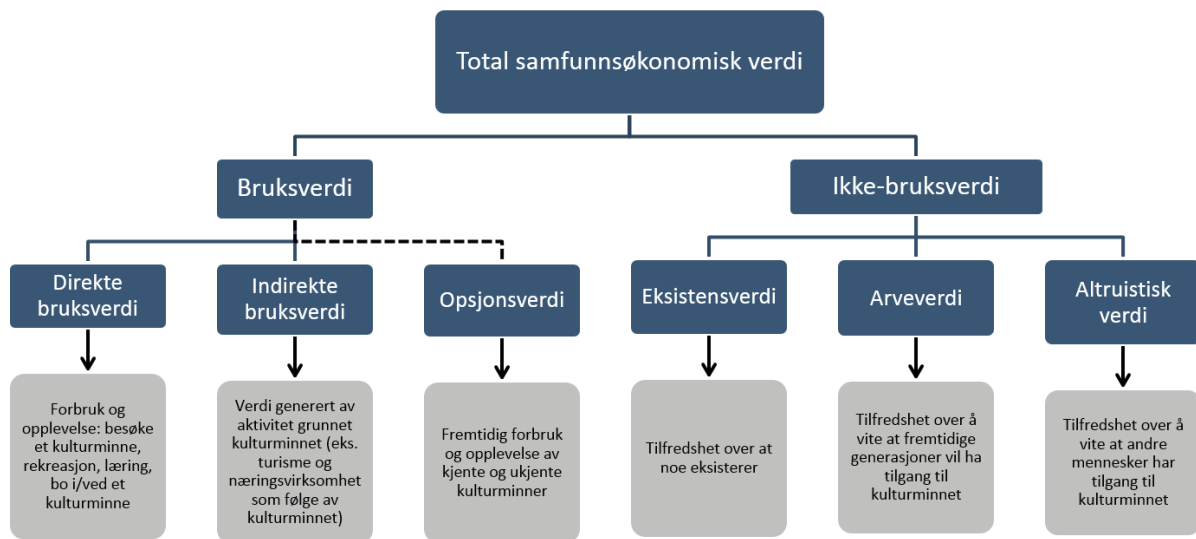 Total samfunnsøkonomisk verdi
Bruksverdi
Ikke-bruksverdi
Direkte
bruksverdi
Indirekte
bruksverdi
Opsjonsverdi
Eksistensverdi
Arveverdi
Altruistisk
verdi
Forbruk og
opplevelse: besøke
et kulturminne,
rekreasjon, læring,
bo i/ved et
kulturminne
Verdi generert av
aktivitet grunnet
kulturminnet (eks.
turisme og
næringsvirksomhet
som følge av
kulturminnet)
Fremtidig forbruk
og opplevelse av
kjente og ukjente
kulturminner
Tilfredshet over at
noe eksisterer
Tilfredshet over å
vite at fremtidige
generasjoner vil ha
tilgang til
kulturminnet
Tilfredshet over å
vite at andre
mennesker har
tilgang til
kulturminnet